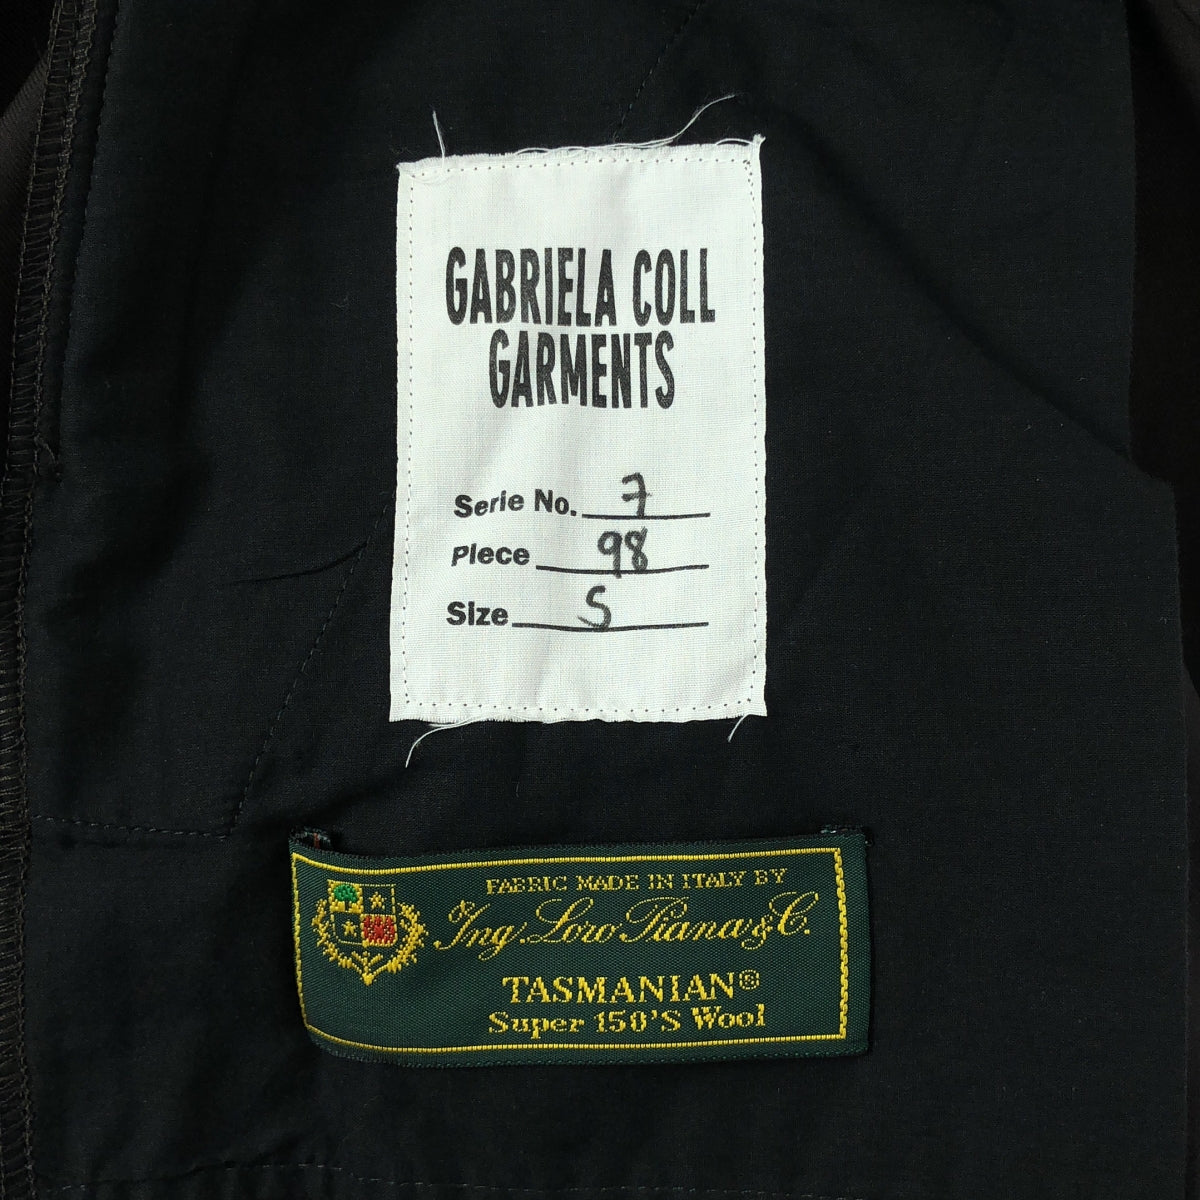 GABRIELA COLL
GARMENTS
Serie No. 7
Piece 98
Size S
FABRIC MADE IN ITALY BY
Ing. Loro Piana & C.
TASMANIAN®
Super 150'S Wool